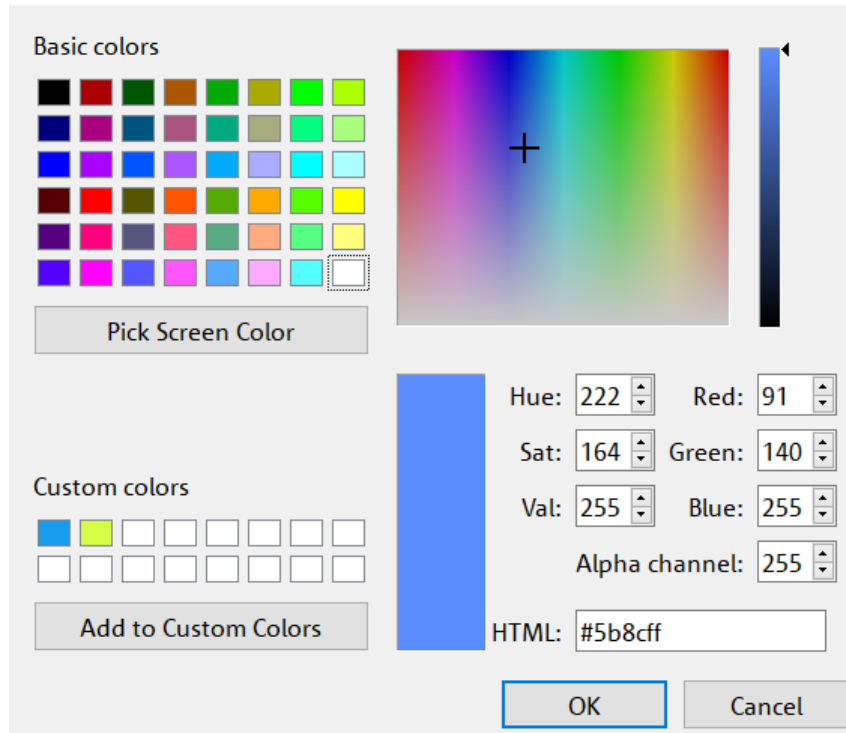 Basic colors
Pick Screen Color
Custom colors
Add to Custom Colors
Hue: 222 Red: 91
Sat: 164 Green: 140
Val: 255 Blue: 255
Alpha channel: 255
HTML: #5b8cff
OK Cancel